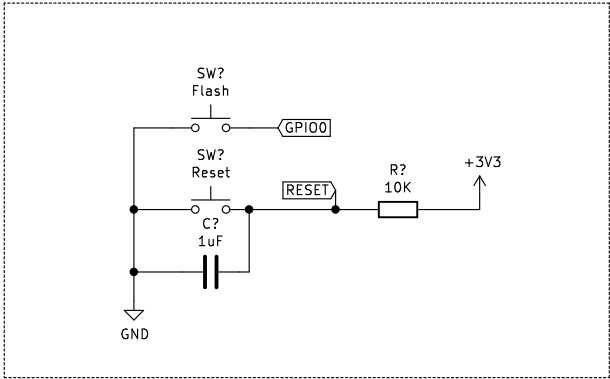 SW?
Flash
GPIO0
SW?
Reset
RESET
R?
10K
+3V3
C?
1uF
GND